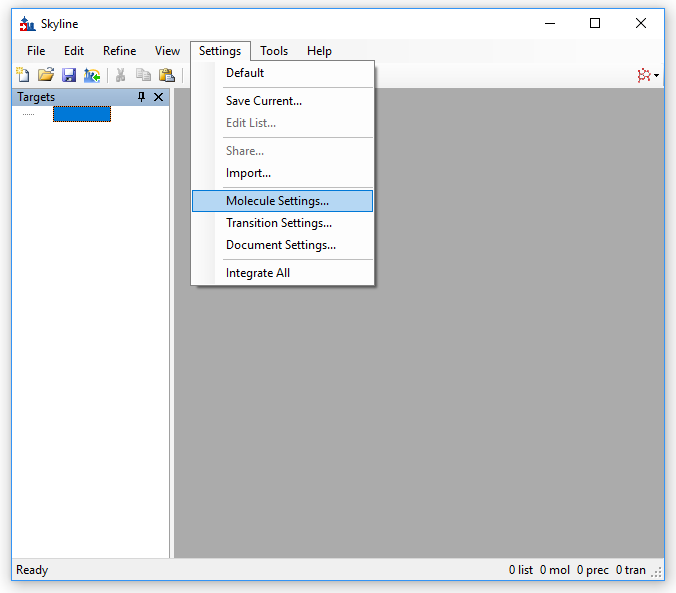 Skyline
File Edit Refine View Settings Tools Help
Default
Targets
Save Current...
Edit List...
Share...
Import...
Molecule Settings...
Transition Settings...
Document Settings...
Integrate All
Ready 0 list 0 mol 0 prec 0 tran